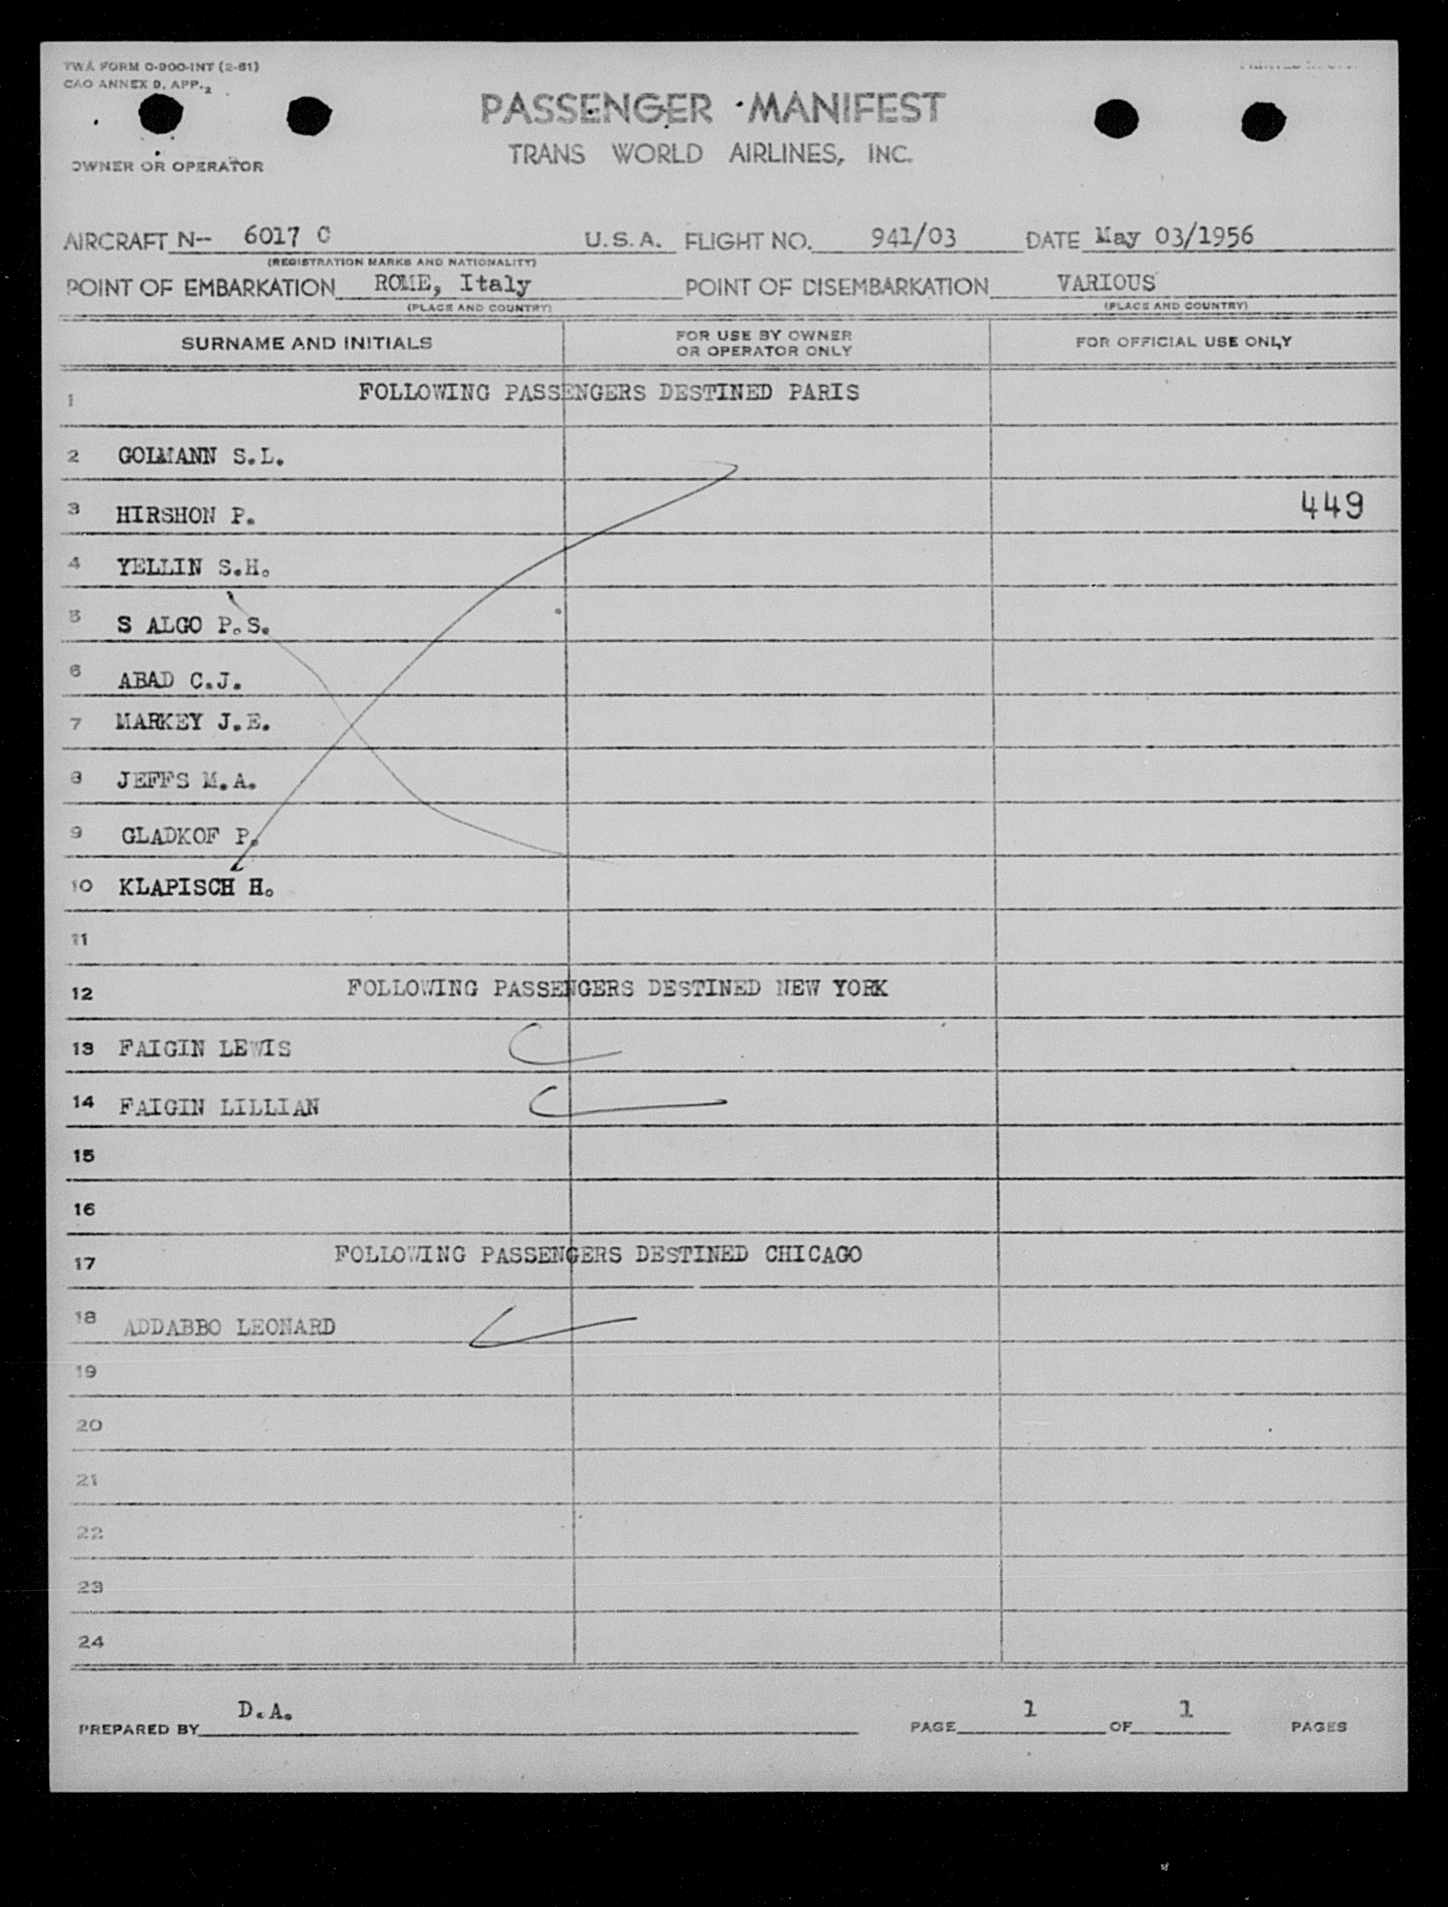 TWA FORM O-900-INT (2-51)
CAO ANNEX 9, APP. 2
PASSENGER MANIFEST
TRANS WORLD AIRLINES, INC.
OWNER OR OPERATOR
AIRCRAFT N-- 6017 C U.S.A. FLIGHT NO. 941/03 DATE May 03/1956
(REGISTRATION MARKS AND NATIONALITY)
POINT OF EMBARKATION ROME, Italy POINT OF DISEMBARKATION VARIOUS
(PLACE AND COUNTRY) (PLACE AND COUNTRY)
SURNAME AND INITIALS FOR USE BY OWNER OR OPERATOR ONLY FOR OFFICIAL USE ONLY
1 FOLLOWING PASSENGERS DESTINED PARIS
2 S.L.
3 HIRSHON P. 449
4 YELLIN S.H.
5 S ALGO P.S.
6 ABAD C.J.
7 MARKEY J.E.
8 JEFFS M.A.
9 GLADKOF P.
10 KLAPISCH H.
11
12 FOLLOWING PASSENGERS DESTINED NEW YORK
13 FAIGIN LEWIS
14 FAIGIN LILLIAN
15
16
17 FOLLOWING PASSENGERS DESTINED CHICAGO
18 ADDABBO LEONARD
19
20
21
22
23
24
PREPARED BY D.A. PAGE 1 OF 1 PAGES